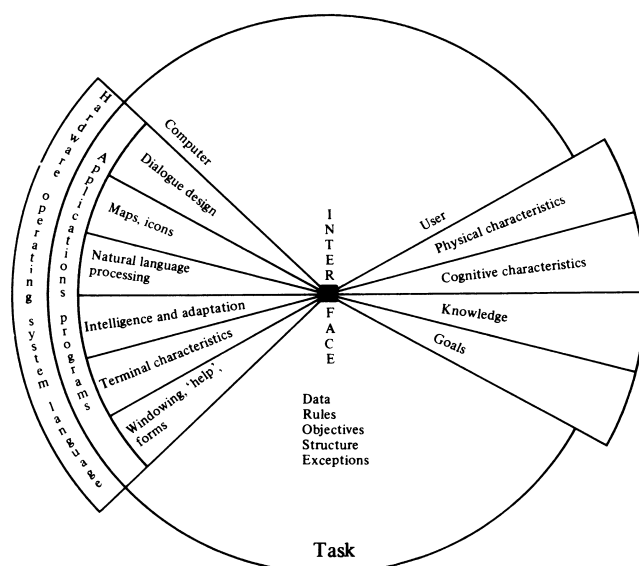 Hardware operating system language
Applications programs
Computer
Dialogue design
Maps, icons
Natural language
processing
Intelligence and adaptation
Terminal characteristics
Windowing, 'help',
forms
INTERFACE
User
Physical characteristics
Cognitive characteristics
Knowledge
Goals
Data
Rules
Objectives
Structure
Exceptions
Task